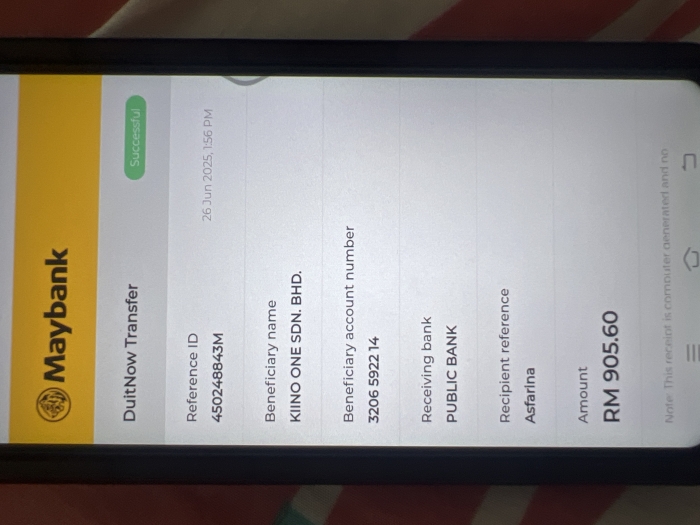 Maybank
DuitNow Transfer
Successful
Reference ID
450248843M
26 Jun 2025, 1:56 PM
Beneficiary name
KIINO ONE SDN. BHD.
Beneficiary account number
3206 5922 14
Receiving bank
PUBLIC BANK
Recipient reference
Asfarina
Amount
RM 905.60
Note: This receipt is computer generated and no